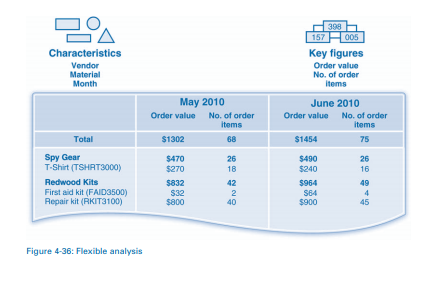 398
157 005
Characteristics
Vendor
Material
Month
Key figures
Order value
No. of order
items
May 2010 June 2010
Order value No. of order items Order value No. of order items
Total $1302 68 $1454 75
Spy Gear $470 26 $490 26
T-Shirt (TSHRT3000) $270 18 $240 16
Redwood Kits $832 42 $964 49
First aid kit (FAID3500) $32 2 $64 4
Repair kit (RKIT3100) $800 40 $900 45
Figure 4-36: Flexible analysis